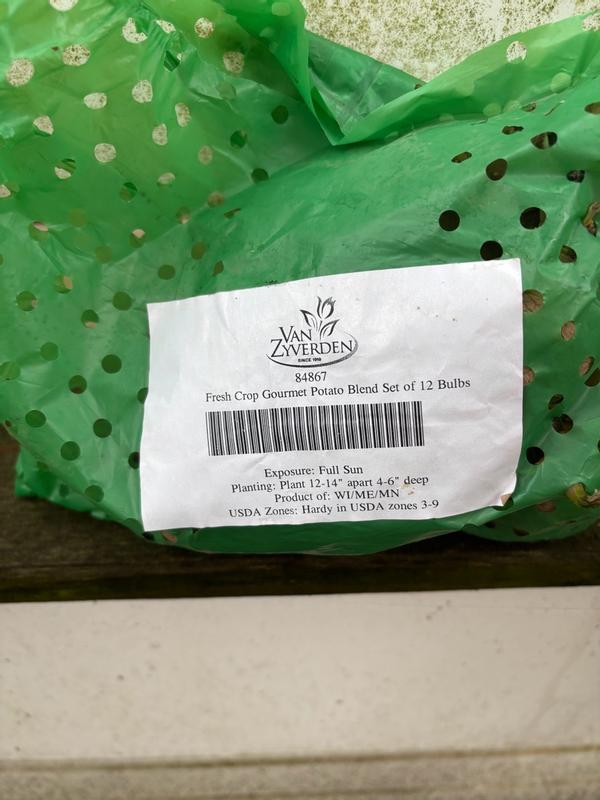 VAN
ZYVERDEN
SINCE 1919
84867
Fresh Crop Gourmet Potato Blend Set of 12 Bulbs
Exposure: Full Sun
Planting: Plant 12-14" apart 4-6" deep
Product of: WI/ME/MN
USDA Zones: Hardy in USDA zones 3-9